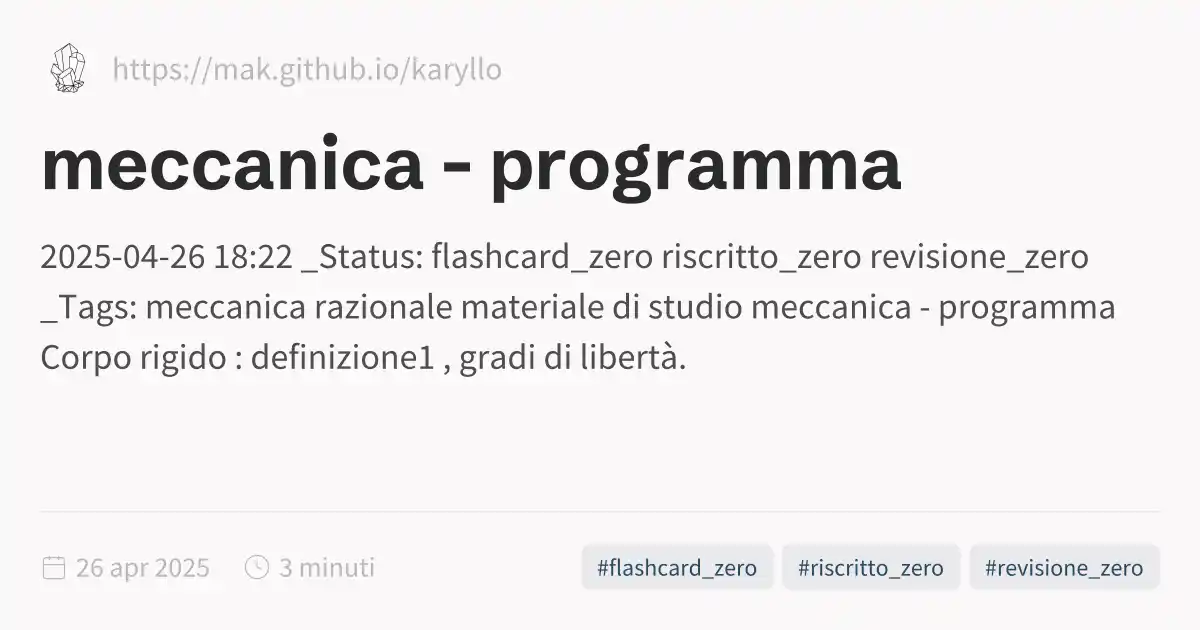 https://mak.github.io/karyllo
meccanica - programma
2025-04-26 18:22 _Status: flashcard_zero riscritto_zero revisione_zero
_Tags: meccanica razionale materiale di studio meccanica - programma
Corpo rigido : definizione1 , gradi di libertà.
26 apr 2025 3 minuti #flashcard_zero #riscritto_zero #revisione_zero